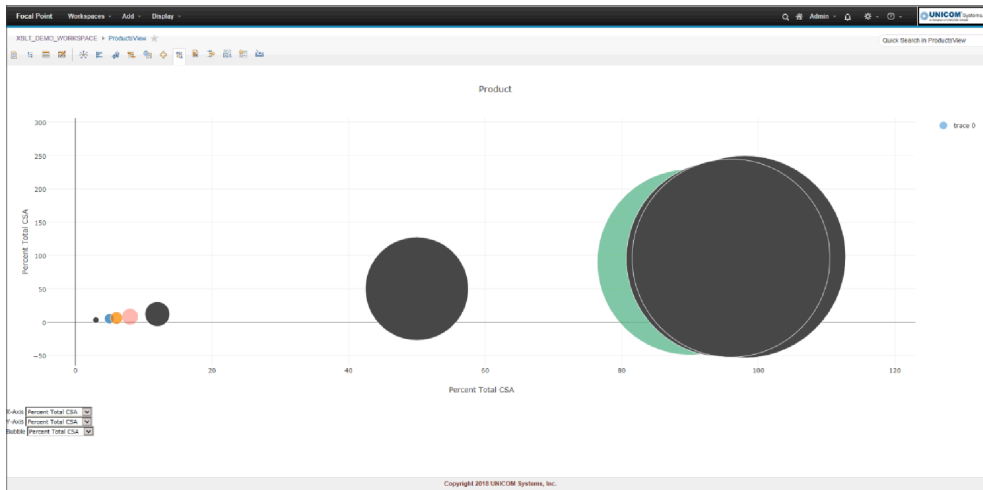 Focal Point Workspaces Add Display Admin UNICOM Systems
XSLT_DEMO_WORKSPACE ProductsView
Quick Search in ProductsView
Product
300
250
200
150
100
50
0
−50
Percent Total CSA
trace 0
0 20 40 60 80 100 120
Percent Total CSA
X-Axis Percent Total CSA
Y-Axis Percent Total CSA
Bubble Percent Total CSA
Copyright 2018 UNICOM Systems, Inc.